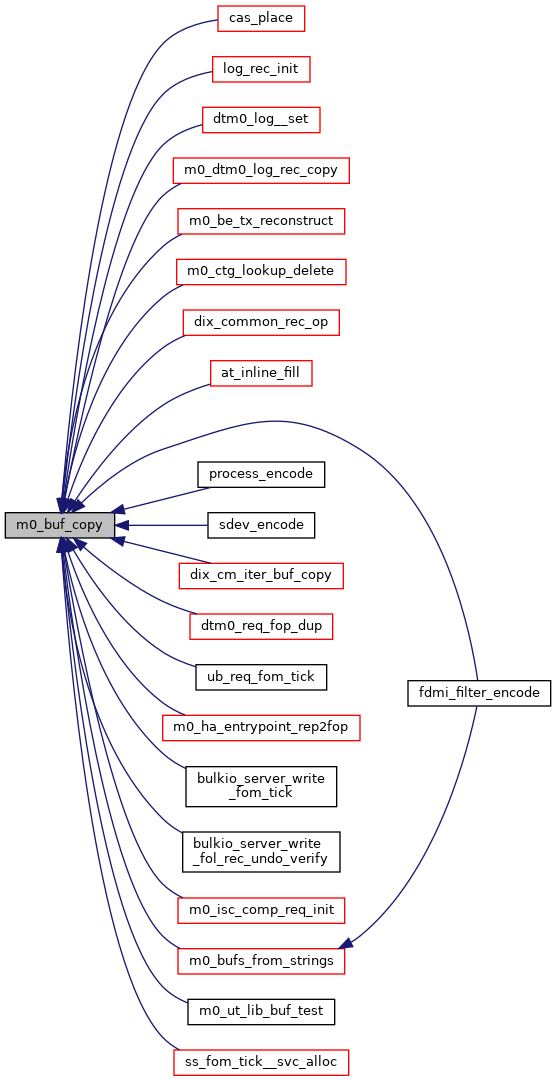 cas_place
log_rec_init
dtm0_log__set
m0_dtm0_log_rec_copy
m0_be_tx_reconstruct
m0_ctg_lookup_delete
dix_common_rec_op
at_inline_fill
process_encode
m0_buf_copy
sdev_encode
dix_cm_iter_buf_copy
dtm0_req_fop_dup
ub_req_fom_tick
fdmi_filter_encode
m0_ha_entrypoint_rep2fop
bulkio_server_write
_fom_tick
bulkio_server_write
_fol_rec_undo_verify
m0_isc_comp_req_init
m0_bufs_from_strings
m0_ut_lib_buf_test
ss_fom_tick__svc_alloc